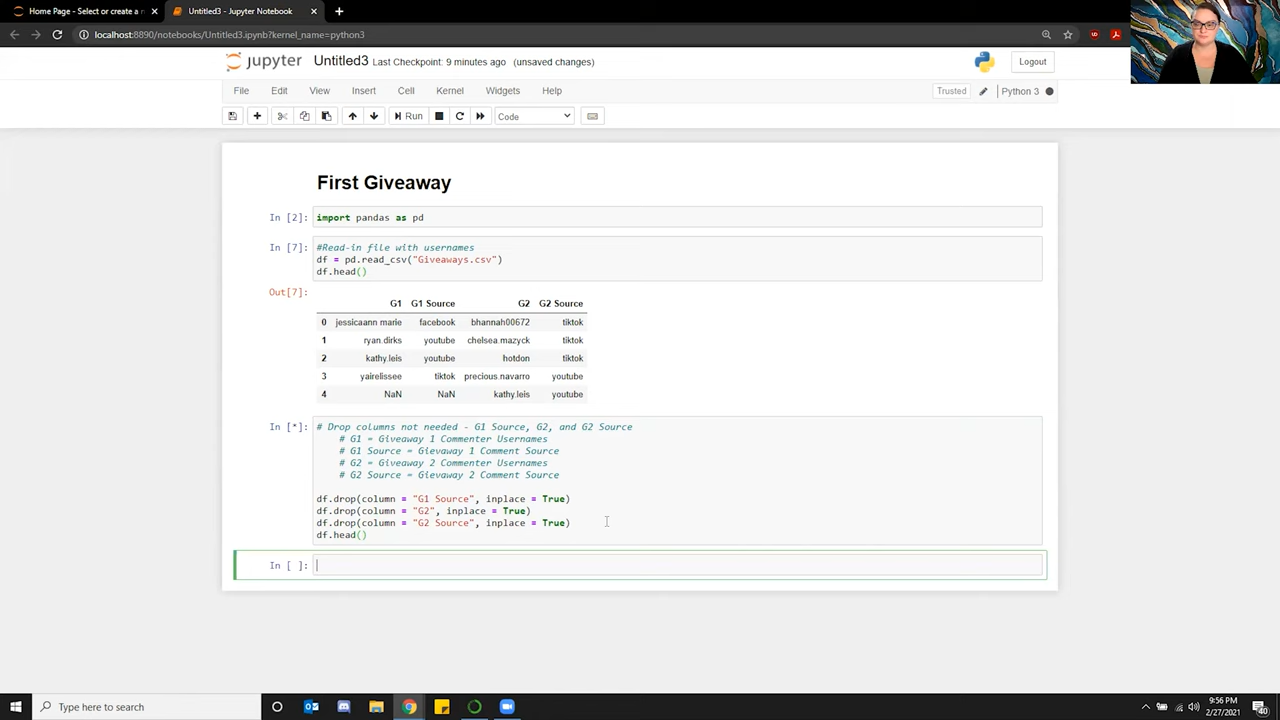 Home Page - Select or create a n
Untitled3 - Jupyter Notebook
localhost:8890/notebooks/Untitled3.ipynb?kernel_name=python3
jupyter Untitled3 Last Checkpoint: 9 minutes ago (unsaved changes)
Logout
File Edit View Insert Cell Kernel Widgets Help
Trusted
Python 3
Run
Code
First Giveaway
In [2]: import pandas as pd
In [7]: #Read-in file with usernames
df = pd.read_csv("Giveaways.csv")
df.head()
Out[7]:
G1 G1 Source G2 G2 Source
0 jessicaann marie facebook bhannah00672 tiktok
1 ryan.dirks youtube chelsea.mazyck tiktok
2 kathy.leis youtube hotdon tiktok
3 yairelissee tiktok precious.navarro youtube
4 NaN NaN kathy.leis youtube
In [*]: # Drop columns not needed - G1 Source, G2, and G2 Source
# G1 = Giveaway 1 Commenter Usernames
# G1 Source = Gievaway 1 Comment Source
# G2 = Giveaway 2 Commenter Usernames
# G2 Source = Gievaway 2 Comment Source
df.drop(column = "G1 Source", inplace = True)
df.drop(column = "G2", inplace = True)
df.drop(column = "G2 Source", inplace = True)
df.head()
In [ ]:
Type here to search
9:56 PM
2/27/2021
40